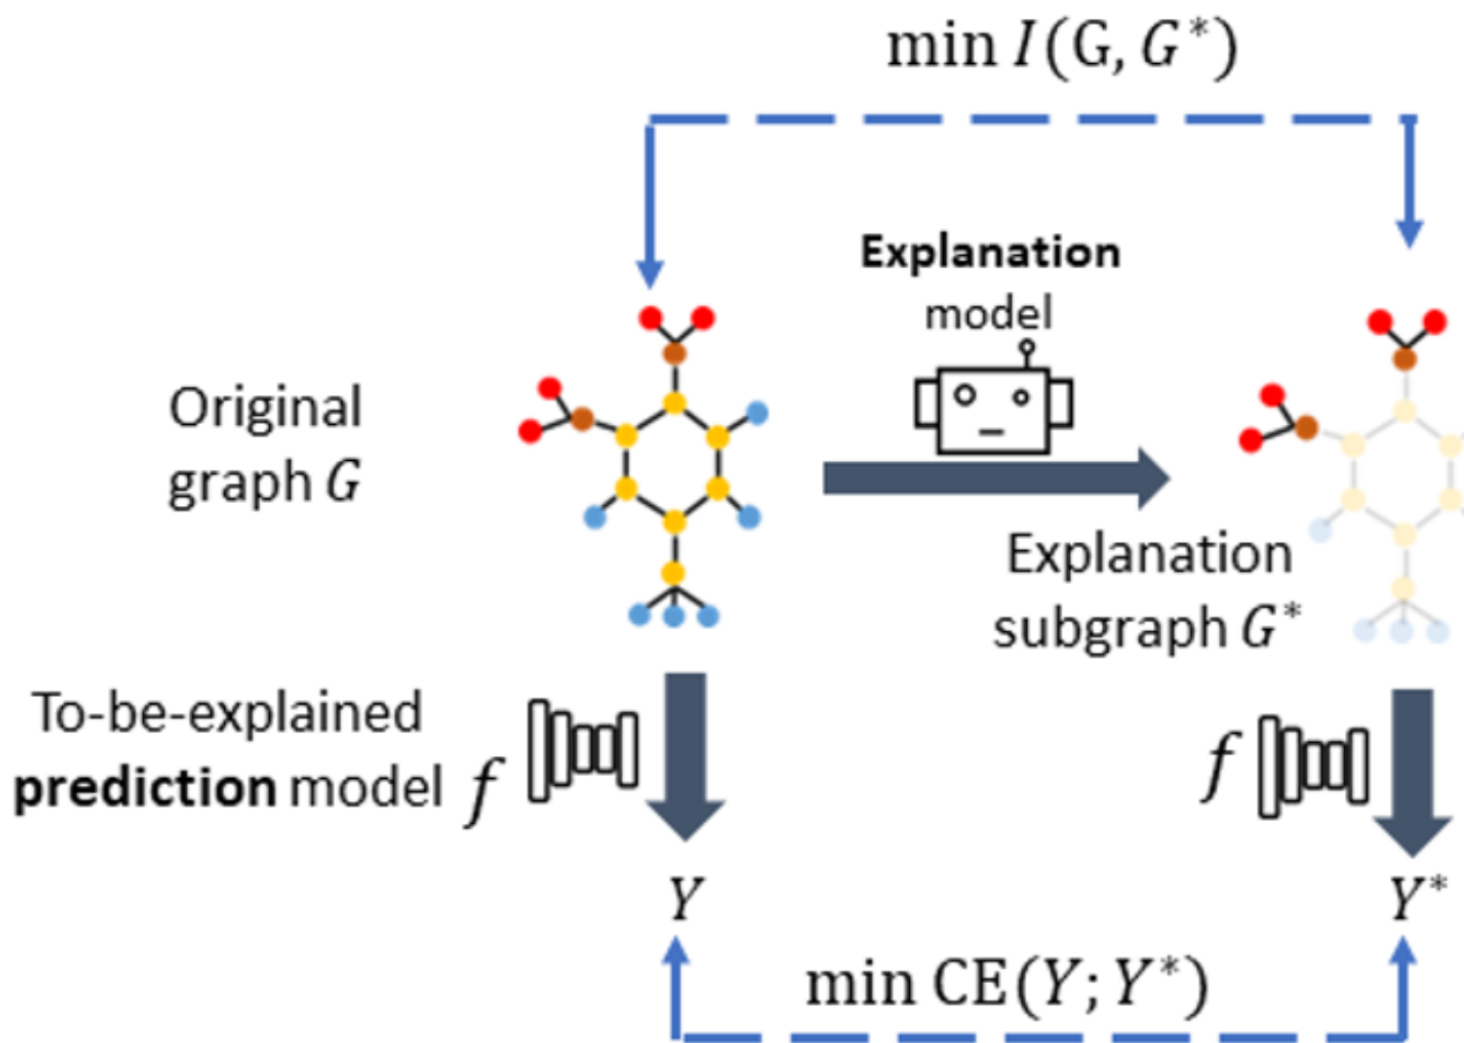 min I(G, G*)
Explanation
model
Original
graph G
Explanation
subgraph G*
To-be-explained
prediction model f
f
Y
Y*
min CE(Y; Y*)